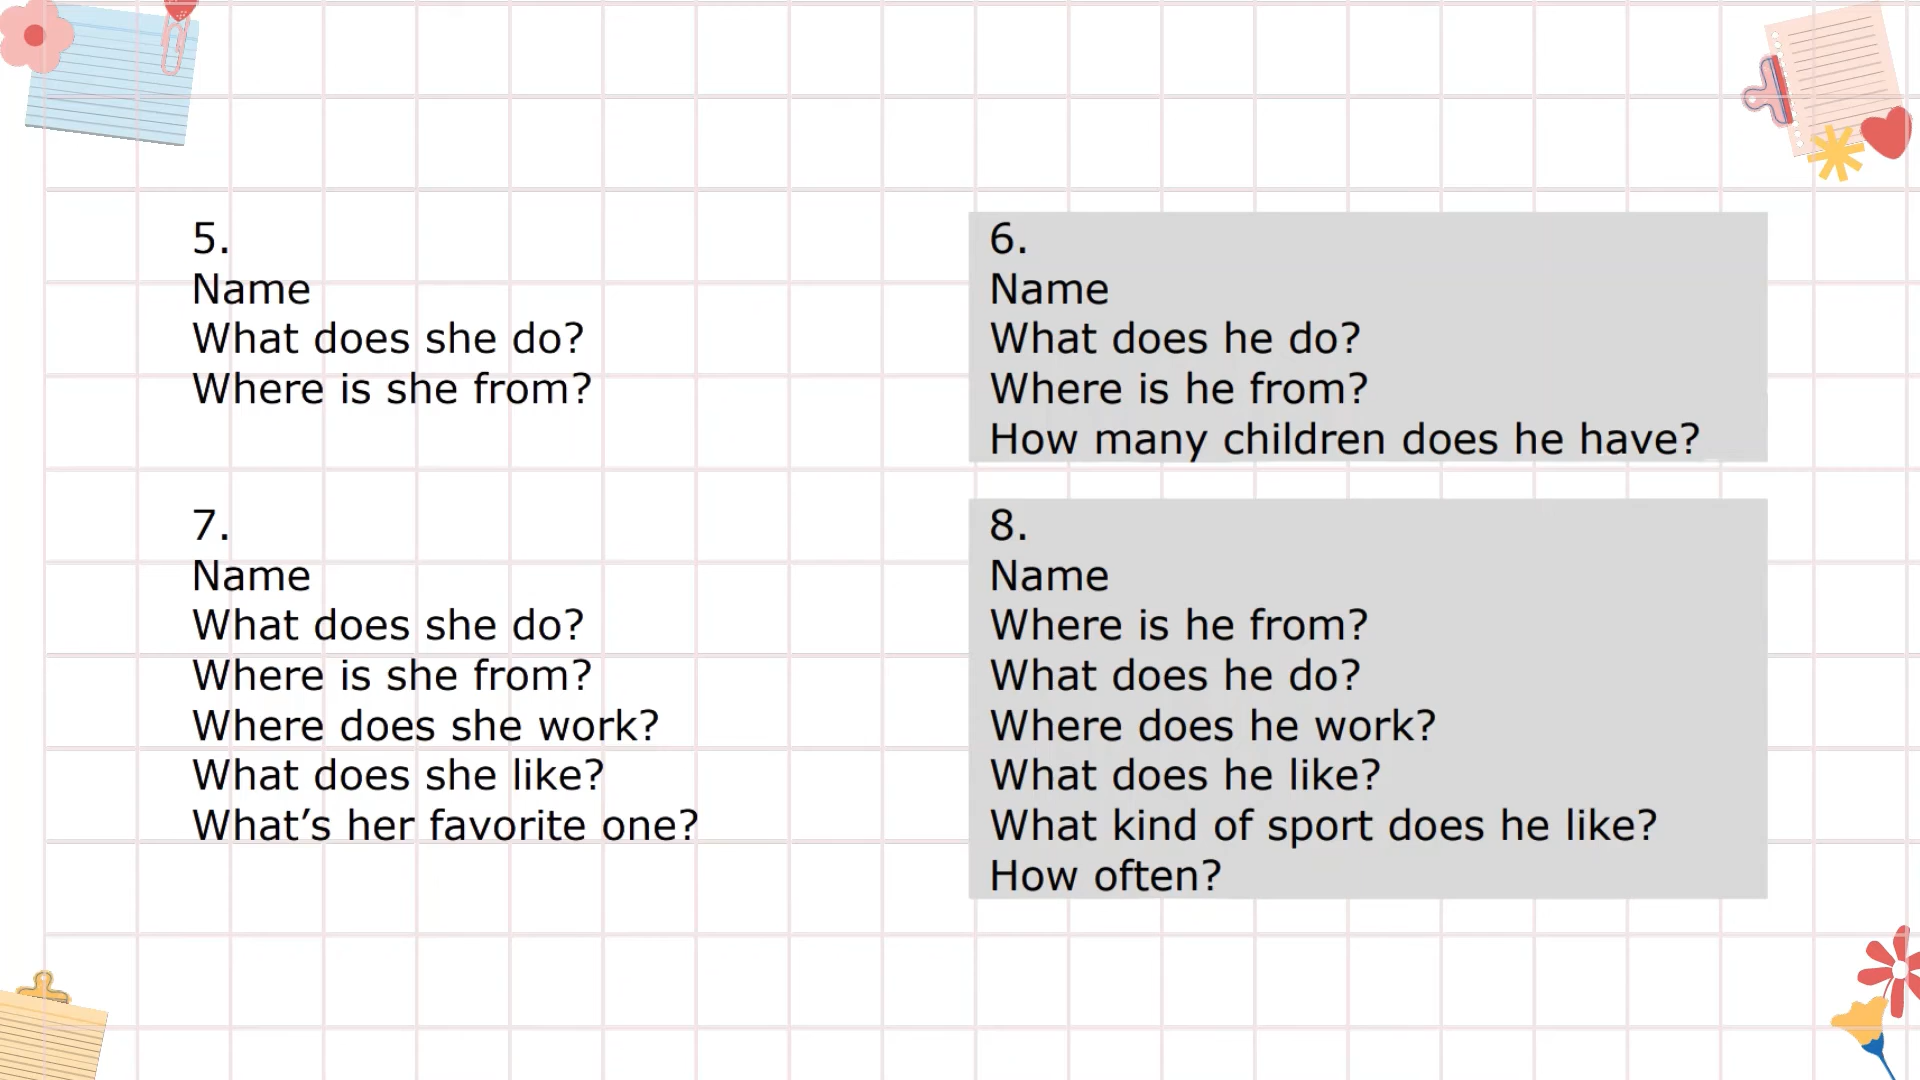 5.
Name
What does she do?
Where is she from?
6.
Name
What does he do?
Where is he from?
How many children does he have?
7.
Name
What does she do?
Where is she from?
Where does she work?
What does she like?
What’s her favorite one?
8.
Name
Where is he from?
What does he do?
Where does he work?
What does he like?
What kind of sport does he like?
How often?